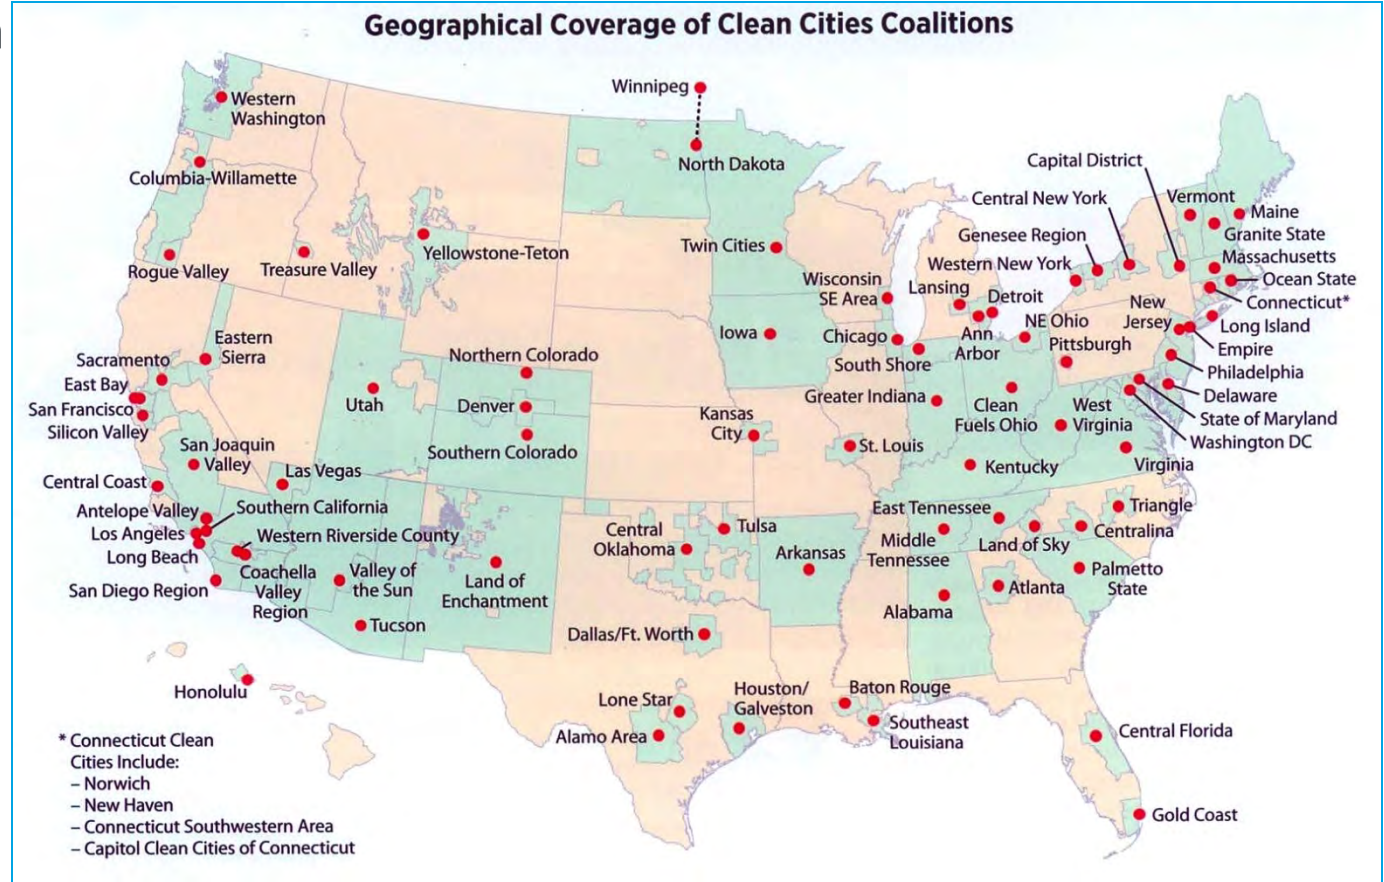 Geographical Coverage of Clean Cities Coalitions
Winnipeg
Western
Washington
North Dakota
Columbia-Willamette
Capital District
Central New York
Vermont
Maine
Granite State
Genesee Region
Massachusetts
Western New York
Ocean State
Connecticut*
Twin Cities
Yellowstone-Teton
Rogue Valley
Treasure Valley
Wisconsin
SE Area
Lansing
Detroit
New
Jersey
Long Island
Empire
Iowa
Chicago
Ann
Arbor
NE Ohio
Pittsburgh
South Shore
Philadelphia
Eastern
Sierra
Sacramento
East Bay
San Francisco
Silicon Valley
Northern Colorado
Utah
Denver
Southern Colorado
Greater Indiana
Clean
Fuels Ohio
West
Virginia
Delaware
State of Maryland
Washington DC
Kansas
City
St. Louis
Kentucky
Virginia
San Joaquin
Valley
Las Vegas
Central Coast
Antelope Valley
Southern California
Los Angeles
Western Riverside County
Long Beach
San Diego Region
Coachella
Valley
Region
Valley of
the Sun
Tucson
Land of
Enchantment
Central
Oklahoma
Tulsa
Arkansas
East Tennessee
Middle
Tennessee
Land of Sky
Triangle
Centralina
Palmetto
State
Atlanta
Alabama
Dallas/Ft. Worth
Honolulu
Lone Star
Alamo Area
Houston/
Galveston
Baton Rouge
Southeast
Louisiana
Central Florida
Gold Coast
* Connecticut Clean
Cities Include:
– Norwich
– New Haven
– Connecticut Southwestern Area
– Capitol Clean Cities of Connecticut